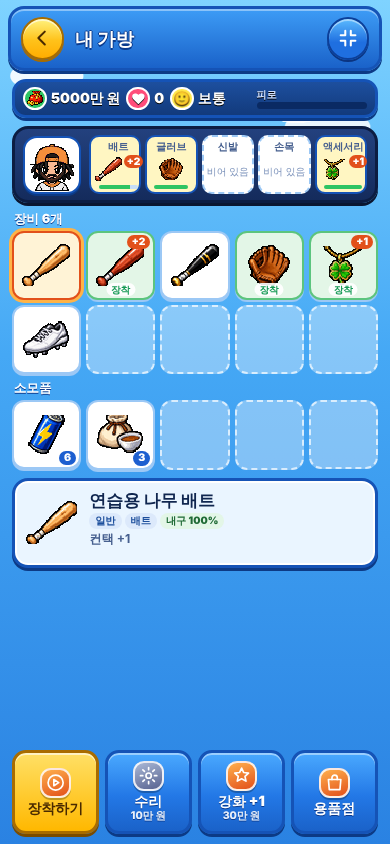 내 가방
5000만 원
0
보통
피로
배트
+2
글러브
신발
비어 있음
손목
비어 있음
액세서리
+1
장비 6개
+2
장착
장착
+1
장착
소모품
6
3
연습용 나무 배트
일반 배트 내구 100%
컨택 +1
장착하기
수리
10만 원
강화 +1
30만 원
용품점